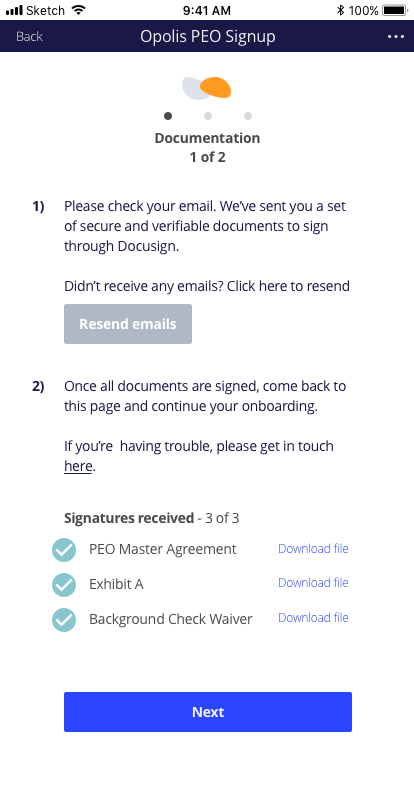 Sketch 9:41 AM 100%
Back Opolis PEO Signup
Documentation
1 of 2
1) Please check your email. We’ve sent you a set
of secure and verifiable documents to sign
through Docusign.
Didn’t receive any emails? Click here to resend
Resend emails
2) Once all documents are signed, come back to
this page and continue your onboarding.
If you’re  having trouble, please get in touch
here.
Signatures received - 3 of 3
PEO Master Agreement Download file
Exhibit A Download file
Background Check Waiver Download file
Next